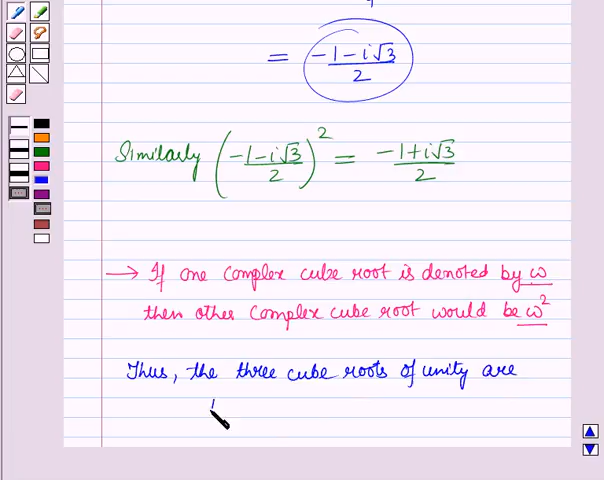 = -1-i√3/2
Similarly (-1-i√3/2)² = -1+i√3/2
→ If one complex cube root is denoted by ω
then other complex cube root would be ω²
Thus, the three cube roots of unity are
1